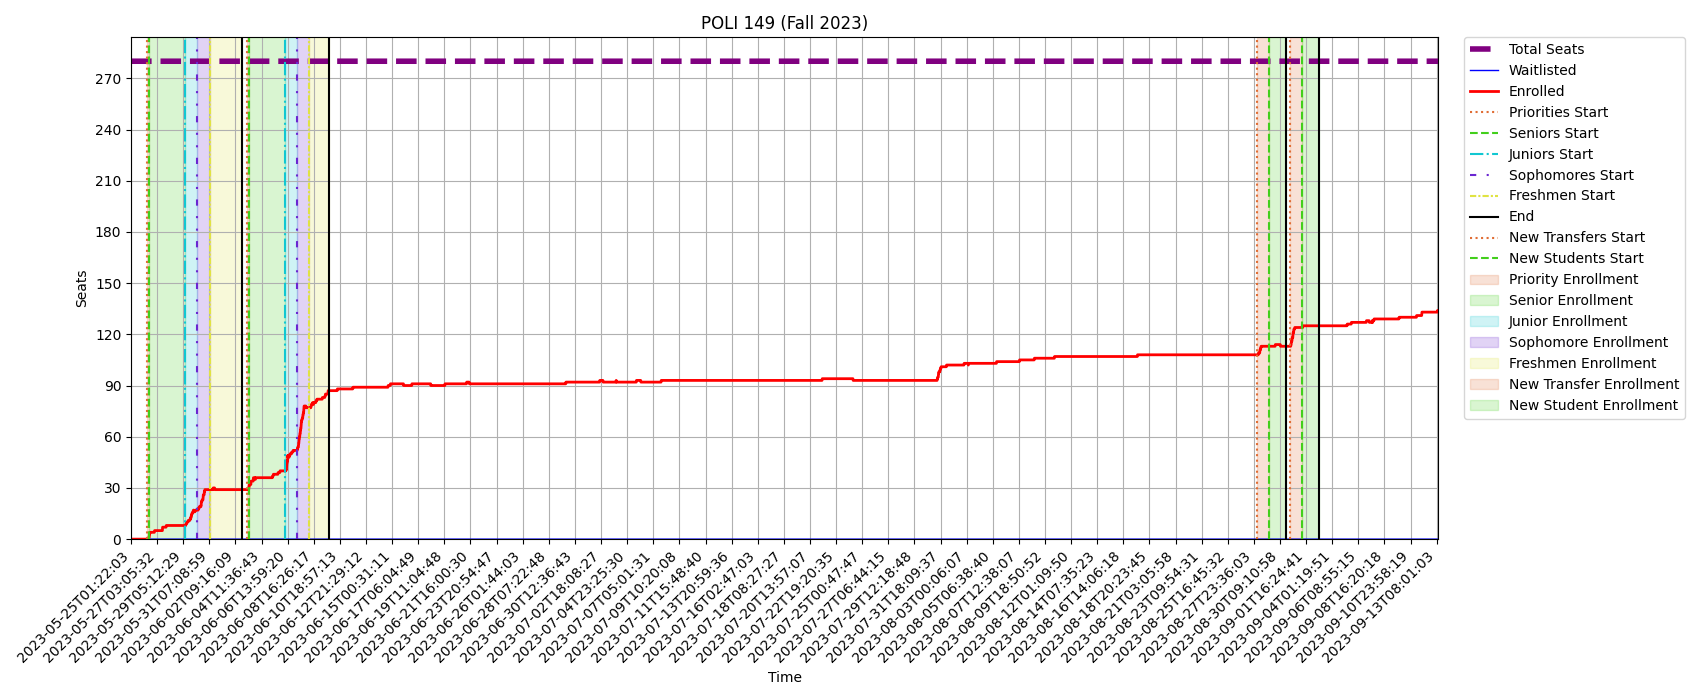 POLI 149 (Fall 2023)
Seats
270
240
210
180
150
120
90
60
30
0
2023-05-25T01:22:03
2023-05-27T03:05:32
2023-05-29T05:12:29
2023-05-31T07:08:59
2023-06-02T09:16:09
2023-06-04T11:36:43
2023-06-06T13:59:20
2023-06-08T16:26:17
2023-06-10T18:57:13
2023-06-12T21:29:12
2023-06-15T00:31:11
2023-06-17T06:04:49
2023-06-19T11:04:48
2023-06-21T16:00:30
2023-06-23T20:54:47
2023-06-26T01:44:03
2023-06-28T07:22:48
2023-06-30T12:36:43
2023-07-02T18:08:27
2023-07-04T23:25:30
2023-07-07T05:01:31
2023-07-09T10:20:08
2023-07-11T15:48:40
2023-07-13T20:59:36
2023-07-16T02:47:03
2023-07-18T08:27:27
2023-07-20T13:57:07
2023-07-22T19:20:35
2023-07-25T00:47:47
2023-07-27T06:44:15
2023-07-29T12:18:48
2023-07-31T18:09:37
2023-08-03T00:06:07
2023-08-05T06:38:40
2023-08-07T12:38:07
2023-08-09T18:50:52
2023-08-12T01:09:50
2023-08-14T07:35:23
2023-08-16T14:06:18
2023-08-18T20:23:45
2023-08-21T03:05:58
2023-08-23T09:54:31
2023-08-25T16:45:32
2023-08-27T23:36:03
2023-08-30T09:10:58
2023-09-01T16:24:41
2023-09-04T01:19:51
2023-09-06T08:55:15
2023-09-08T16:20:18
2023-09-10T23:58:19
2023-09-13T08:01:03
Time
Total Seats
Waitlisted
Enrolled
Priorities Start
Seniors Start
Juniors Start
Sophomores Start
Freshmen Start
End
New Transfers Start
New Students Start
Priority Enrollment
Senior Enrollment
Junior Enrollment
Sophomore Enrollment
Freshmen Enrollment
New Transfer Enrollment
New Student Enrollment